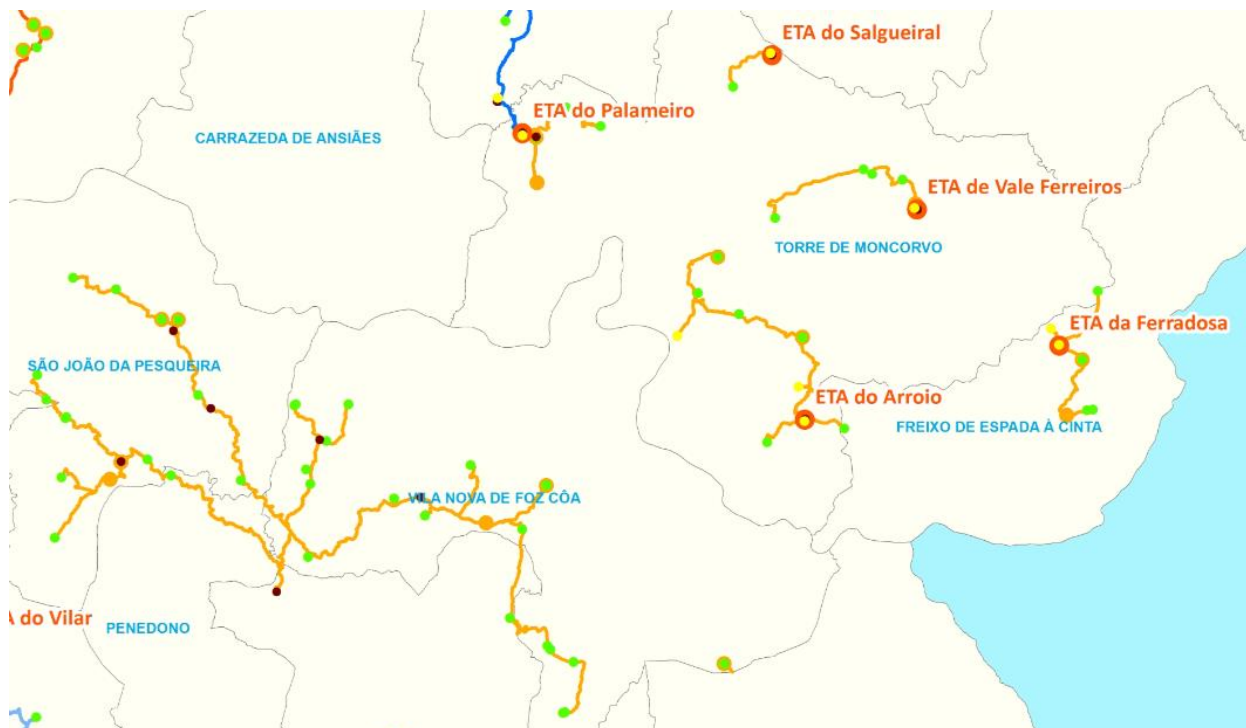 ETA do Salgueiral
ETA do Palameiro
CARRAZEDA DE ANSIÃES
ETA de Vale Ferreiros
TORRE DE MONCORVO
ETA da Ferradosa
SÃO JOÃO DA PESQUEIRA
ETA do Arroio
FREIXO DE ESPADA À CINTA
VILA NOVA DE FOZ CÔA
A do Vilar
PENEDONO